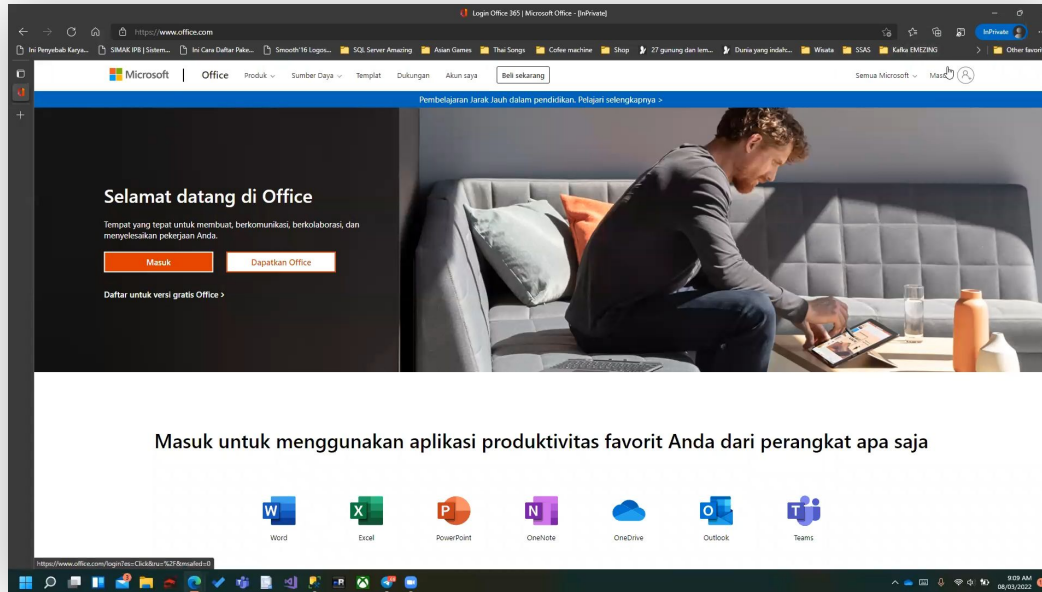 Login Office 365 | Microsoft Office - [InPrivate]
https://www.office.com
InPrivate
Ini Penyebab Karya...
SIMAK IPB | Sistem...
Ini Cara Daftar Pake...
Smooth'16 Logos...
SQL Server Amazing
Asian Games
Thai Songs
Cofee machine
Shop
27 gunung dan lem...
Dunia yang indah:...
Wisata
SSAS
Kafka EMEZING
Other favorit
Microsoft
Office
Produk
Sumber Daya
Templat
Dukungan
Akun saya
Beli sekarang
Semua Microsoft
Pembelajaran Jarak Jauh dalam pendidikan. Pelajari selengkapnya >
Selamat datang di Office
Tempat yang tepat untuk membuat, berkomunikasi, berkolaborasi, dan
menyelesaikan pekerjaan Anda.
Masuk
Dapatkan Office
Daftar untuk versi gratis Office >
Masuk untuk menggunakan aplikasi produktivitas favorit Anda dari perangkat apa saja
Word
Excel
PowerPoint
OneNote
OneDrive
Outlook
Teams
https://www.office.com/login?es=Click&ru=%2F&msafed=0
9:09 AM
08/03/2022